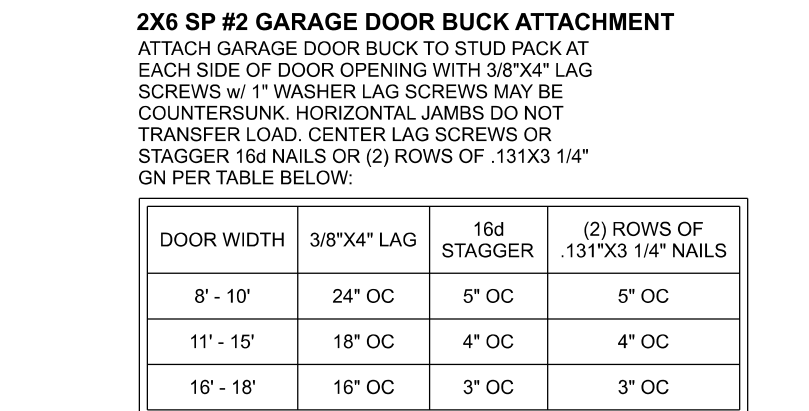 2X6 SP #2 GARAGE DOOR BUCK ATTACHMENT
ATTACH GARAGE DOOR BUCK TO STUD PACK AT
EACH SIDE OF DOOR OPENING WITH 3/8"X4" LAG
SCREWS w/ 1" WASHER LAG SCREWS MAY BE
COUNTERSUNK. HORIZONTAL JAMBS DO NOT
TRANSFER LOAD. CENTER LAG SCREWS OR
STAGGER 16d NAILS OR (2) ROWS OF .131X3 1/4"
GN PER TABLE BELOW:
DOOR WIDTH 3/8"X4" LAG 16d STAGGER (2) ROWS OF .131"X3 1/4" NAILS
8' - 10' 24" OC 5" OC 5" OC
11' - 15' 18" OC 4" OC 4" OC
16' - 18' 16" OC 3" OC 3" OC